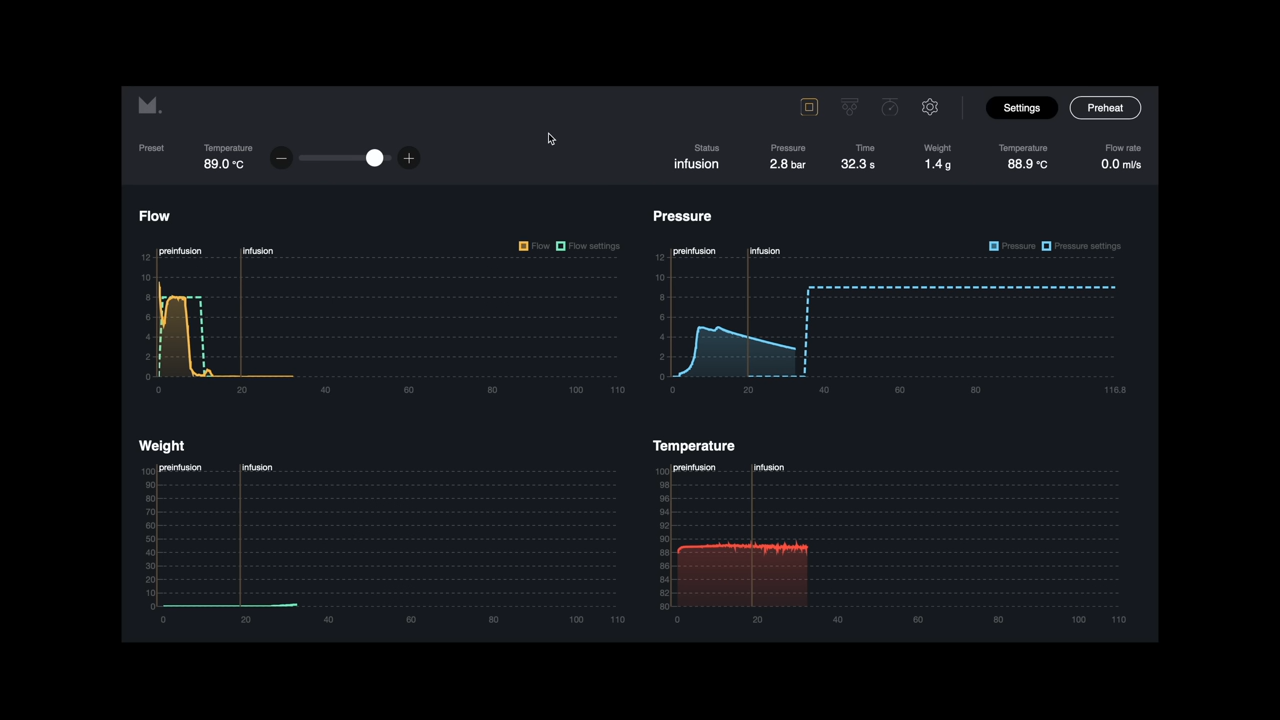 M.
Settings
Preheat
Preset
Temperature
89.0 °C
Status
infusion
Pressure
2.8 bar
Time
32.3 s
Weight
1.4 g
Temperature
88.9 °C
Flow rate
0.0 ml/s
Flow
Flow
Flow settings
preinfusion
infusion
12
10
8
6
4
2
0
0 20 40 60 80 100 110
Pressure
Pressure
Pressure settings
preinfusion
infusion
12
10
8
6
4
2
0
0 20 40 60 80 116.8
Weight
preinfusion
infusion
100
90
80
70
60
50
40
30
20
10
0
0 20 40 60 80 100 110
Temperature
preinfusion
infusion
100
98
96
94
92
90
88
86
84
82
80
0 20 40 60 80 100 110